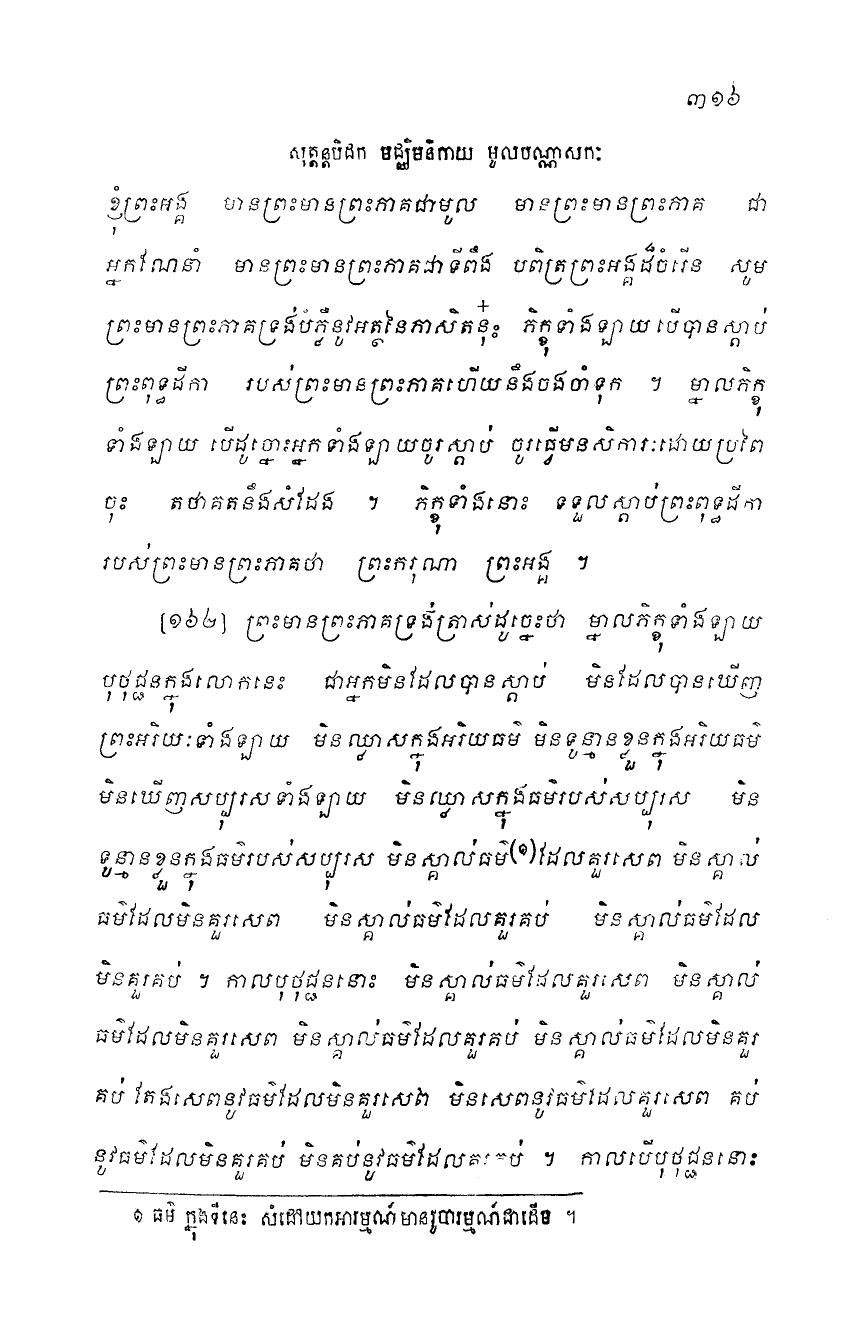 ៣១៦
សុត្តន្តបិដក មជ្ឈិមនិកាយ មូលបណ្ណាសកៈ
ខ្ញុំព្រះអង្គ មានព្រះមានព្រះភាគជាមូល មានព្រះមានព្រះភាគ ជា
អ្នកណែនាំ មានព្រះមានព្រះភាគជាទីពឹង បពិត្រព្រះអង្គដ៏ចំរើន សូម
ព្រះមានព្រះភាគទ្រង់បំភ្លឺនូវអត្ថនៃភាសិតនុ៎ះ ភិក្ខុទាំងឡាយបើបានស្តាប់
ព្រះពុទ្ធដីកា របស់ព្រះមានព្រះភាគហើយនឹងចងចាំទុក ។ ម្នាលភិក្ខុ
ទាំងឡាយ បើដូច្នោះអ្នកទាំងឡាយចូរស្តាប់ ចូរធ្វើមនសិការៈដោយប្រពៃ
ចុះ តថាគតនឹងសំដែង ។ ភិក្ខុទាំងនោះ ទទួលស្តាប់ព្រះពុទ្ធដីកា
របស់ព្រះមានព្រះភាគថា ព្រះករុណា ព្រះអង្គ ។
[១៦៤] ព្រះមានព្រះភាគទ្រង់ត្រាស់ដូច្នេះថា ម្នាលភិក្ខុទាំងឡាយ
បុថុជ្ជនក្នុងលោកនេះ ជាអ្នកមិនដែលបានស្តាប់ មិនដែលបានឃើញ
ព្រះអរិយៈទាំងឡាយ មិនឈ្លាសក្នុងអរិយធម៌ មិនទូន្មានខ្លួនក្នុងអរិយធម៌
មិនឃើញសប្បុរសទាំងឡាយ មិនឈ្លាសក្នុងធម៌របស់សប្បុរស មិន
ទូន្មានខ្លួនក្នុងធម៌របស់សប្បុរស មិនស្គាល់ធម៌(១)ដែលគួរសេព មិនស្គាល់
ធម៌ដែលមិនគួរសេព មិនស្គាល់ធម៌ដែលគួរគប់ មិនស្គាល់ធម៌ដែល
មិនគួរគប់ ។ កាលបុថុជ្ជននោះ មិនស្គាល់ធម៌ដែលគួរសេព មិនស្គាល់
ធម៌ដែលមិនគួរសេព មិនស្គាល់ធម៌ដែលគួរគប់ មិនស្គាល់ធម៌ដែលមិនគួរ
គប់ តែងសេពនូវធម៌ដែលមិនគួរសេព មិនសេពនូវធម៌ដែលគួរសេព គប់
នូវធម៌ដែលមិនគួរគប់ មិនគប់នូវធម៌ដែលគួរគប់ ។ កាលបើបុថុជ្ជននោះ
១ ធម៌ ក្នុងទីនេះ សំដៅយកអារម្មណ៍មានរូបារម្មណ៍ជាដើម ។